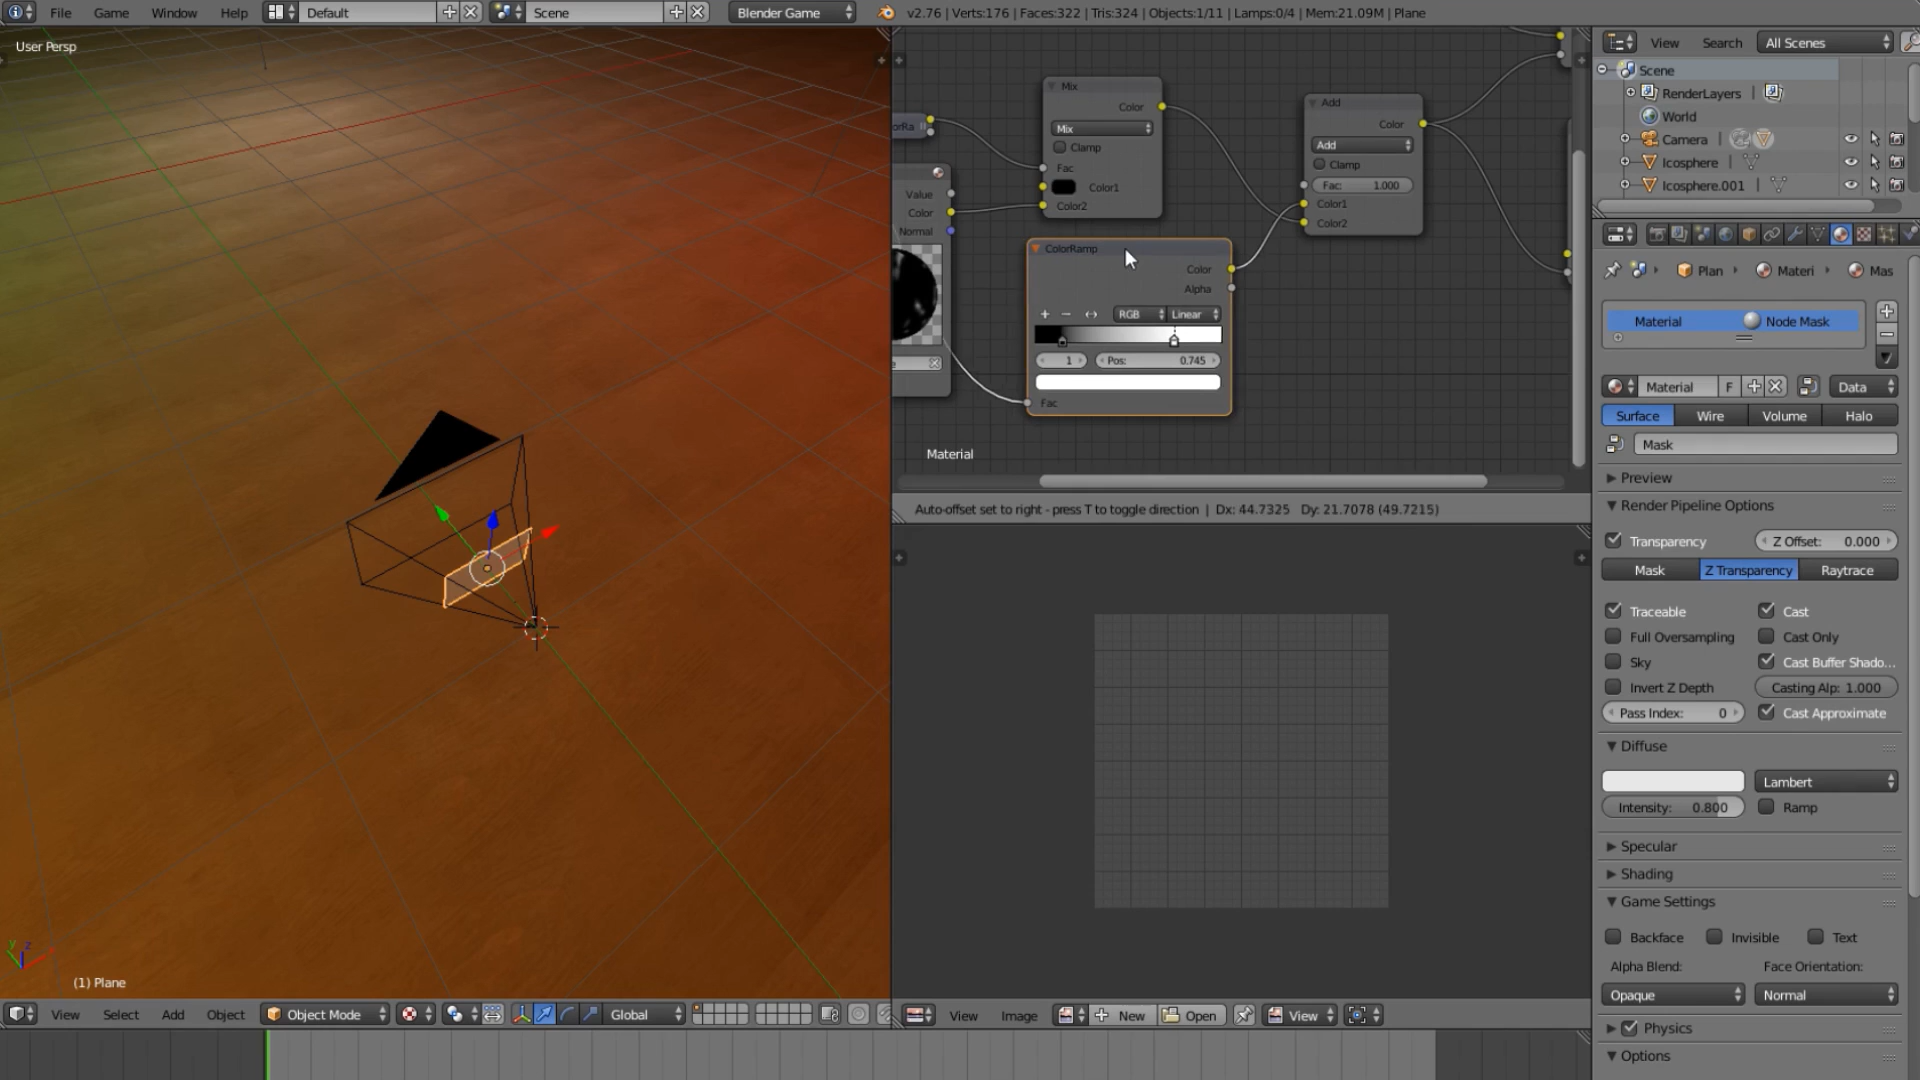 File Game Window Help Default Scene Blender Game v2.76 | Verts:176 | Faces:322 | Tris:324 | Objects:1/11 | Lamps:0/4 | Mem:21.09M | Plane
User Persp
(1) Plane
View Select Add Object Object Mode Global
orRa
Value
Color
Normal
Mix
Color
Mix
Clamp
Fac
Color1
Color2
Add
Color
Add
Clamp
Fac: 1.000
Color1
Color2
ColorRamp
Color
Alpha
RGB Linear
1 Pos: 0.745
Fac
Material
Auto-offset set to right - press T to toggle direction | Dx: 44.7325 Dy: 21.7078 (49.7215)
View Image New Open View
View Search All Scenes
Scene
RenderLayers |
World
Camera |
Icosphere |
Icosphere.001 |
Plan Materi Mas
Material Node Mask
Material F Data
Surface Wire Volume Halo
Mask
Preview
Render Pipeline Options
Transparency Z Offset: 0.000
Mask Z Transparency Raytrace
Traceable Cast
Full Oversampling Cast Only
Sky Cast Buffer Shado...
Invert Z Depth Casting Alp: 1.000
Pass Index: 0 Cast Approximate
Diffuse
Lambert
Intensity: 0.800 Ramp
Specular
Shading
Game Settings
Backface Invisible Text
Alpha Blend: Face Orientation:
Opaque Normal
Physics
Options